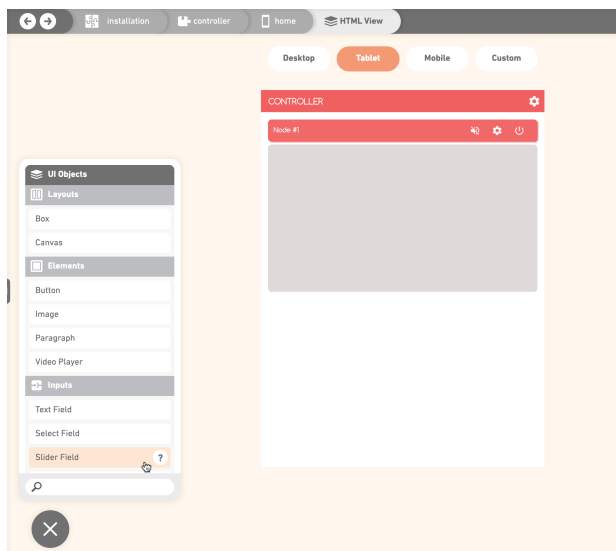 installation
controller
home
HTML View
Desktop
Tablet
Mobile
Custom
CONTROLLER
Node #1
UI Objects
Layouts
Box
Canvas
Elements
Button
Image
Paragraph
Video Player
Inputs
Text Field
Select Field
Slider Field
?